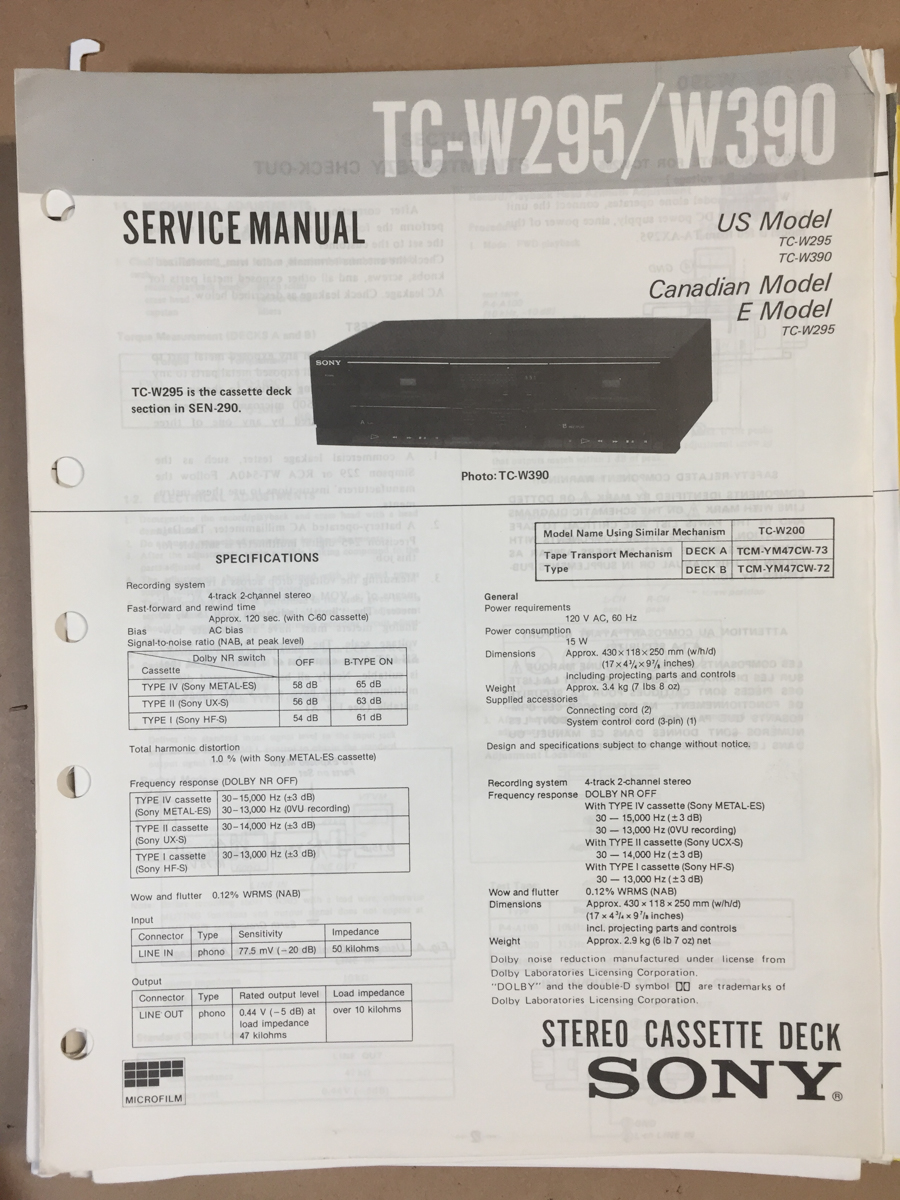 TC-W295/W390
SERVICE MANUAL
US Model
TC-W295
TC-W390
Canadian Model
E Model
TC-W295
SONY
TC-W295 is the cassette deck
section in SEN-290.
Photo: TC-W390
Model Name Using Similar Mechanism TC-W200
Tape Transport Mechanism Type DECK A TCM-YM47CW-73
DECK B TCM-YM47CW-72
SPECIFICATIONS
Recording system
4-track 2-channel stereo
Fast-forward and rewind time
Approx. 120 sec. (with C-60 cassette)
Bias AC bias
Signal-to-noise ratio (NAB, at peak level)
Dolby NR switch OFF B-TYPE ON
Cassette
TYPE IV (Sony METAL-ES) 58 dB 65 dB
TYPE II (Sony UX-S) 56 dB 63 dB
TYPE I (Sony HF-S) 54 dB 61 dB
Total harmonic distortion
1.0 % (with Sony METAL-ES cassette)
Frequency response (DOLBY NR OFF)
TYPE IV cassette 30–15,000 Hz (±3 dB)
(Sony METAL-ES) 30–13,000 Hz (0VU recording)
TYPE II cassette 30–14,000 Hz (±3 dB)
(Sony UX-S)
TYPE I cassette 30–13,000 Hz (±3 dB)
(Sony HF-S)
Wow and flutter 0.12% WRMS (NAB)
Input
Connector Type Sensitivity Impedance
LINE IN phono 77.5 mV (−20 dB) 50 kilohms
Output
Connector Type Rated output level Load impedance
LINE OUT phono 0.44 V (−5 dB) at over 10 kilohms
load impedance
47 kilohms
MICROFILM
General
Power requirements
120 V AC, 60 Hz
Power consumption
15 W
Dimensions Approx. 430 × 118 × 250 mm (w/h/d)
(17 × 4 3/4 × 9 7/8 inches)
Including projecting parts and controls
Weight Approx. 3.4 kg (7 lbs 8 oz)
Supplied accessories
Connecting cord (2)
System control cord (3-pin) (1)
Design and specifications subject to change without notice.
Recording system 4-track 2-channel stereo
Frequency response DOLBY NR OFF
With TYPE IV cassette (Sony METAL-ES)
30 — 15,000 Hz (±3 dB)
30 — 13,000 Hz (0VU recording)
With TYPE II cassette (Sony UCX-S)
30 — 14,000 Hz (±3 dB)
With TYPE I cassette (Sony HF-S)
30 — 13,000 Hz (±3 dB)
Wow and flutter 0.12% WRMS (NAB)
Dimensions Approx. 430 × 118 × 250 mm (w/h/d)
(17 × 4 3/4 × 9 7/8 inches)
Incl. projecting parts and controls
Weight Approx. 2.9 kg (6 lb 7 oz) net
Dolby noise reduction manufactured under license from
Dolby Laboratories Licensing Corporation.
"DOLBY" and the double-D symbol are trademarks of
Dolby Laboratories Licensing Corporation.
STEREO CASSETTE DECK
SONY®